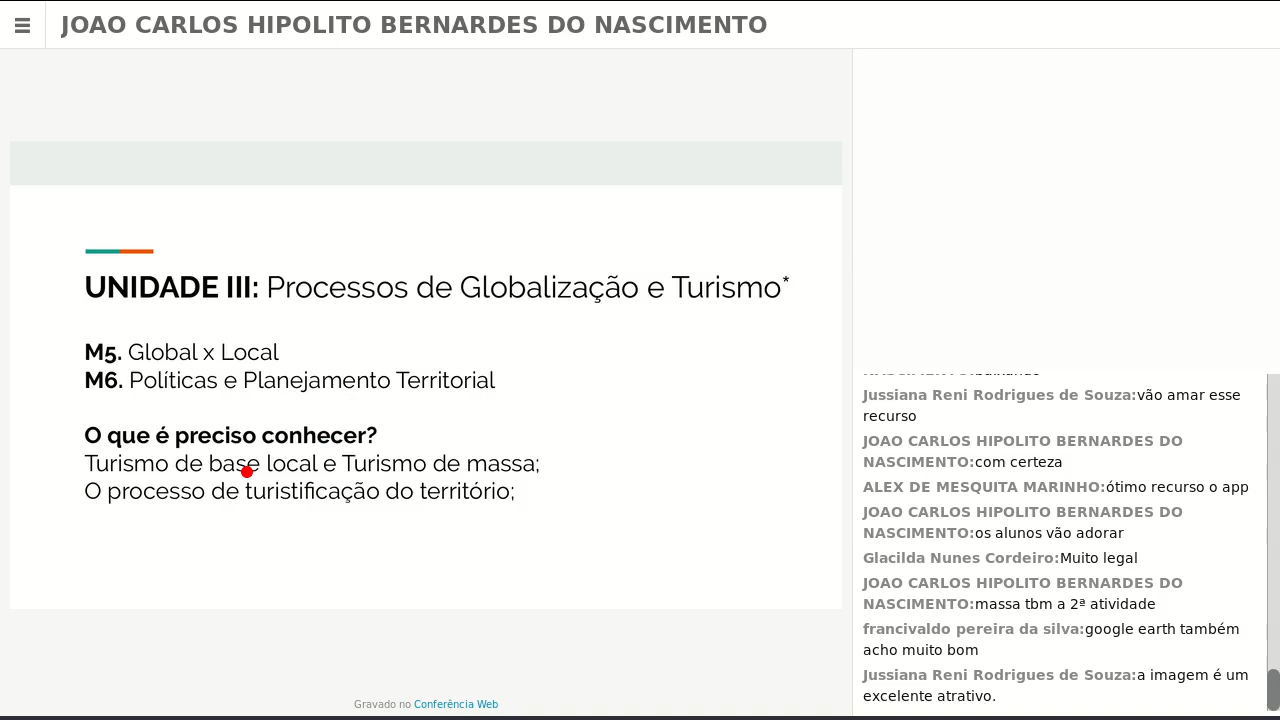 JOAO CARLOS HIPOLITO BERNARDES DO NASCIMENTO
UNIDADE III: Processos de Globalização e Turismo*
M5. Global x Local
M6. Políticas e Planejamento Territorial
O que é preciso conhecer?
Turismo de base local e Turismo de massa;
O processo de turistificação do território;
Jussiana Reni Rodrigues de Souza:vão amar esse
recurso
JOAO CARLOS HIPOLITO BERNARDES DO
NASCIMENTO:com certeza
ALEX DE MESQUITA MARINHO:ótimo recurso o app
JOAO CARLOS HIPOLITO BERNARDES DO
NASCIMENTO:os alunos vão adorar
Glacilda Nunes Cordeiro:Muito legal
JOAO CARLOS HIPOLITO BERNARDES DO
NASCIMENTO:massa tbm a 2ª atividade
francivaldo pereira da silva:google earth também
acho muito bom
Jussiana Reni Rodrigues de Souza:a imagem é um
excelente atrativo.
Gravado no Conferência Web